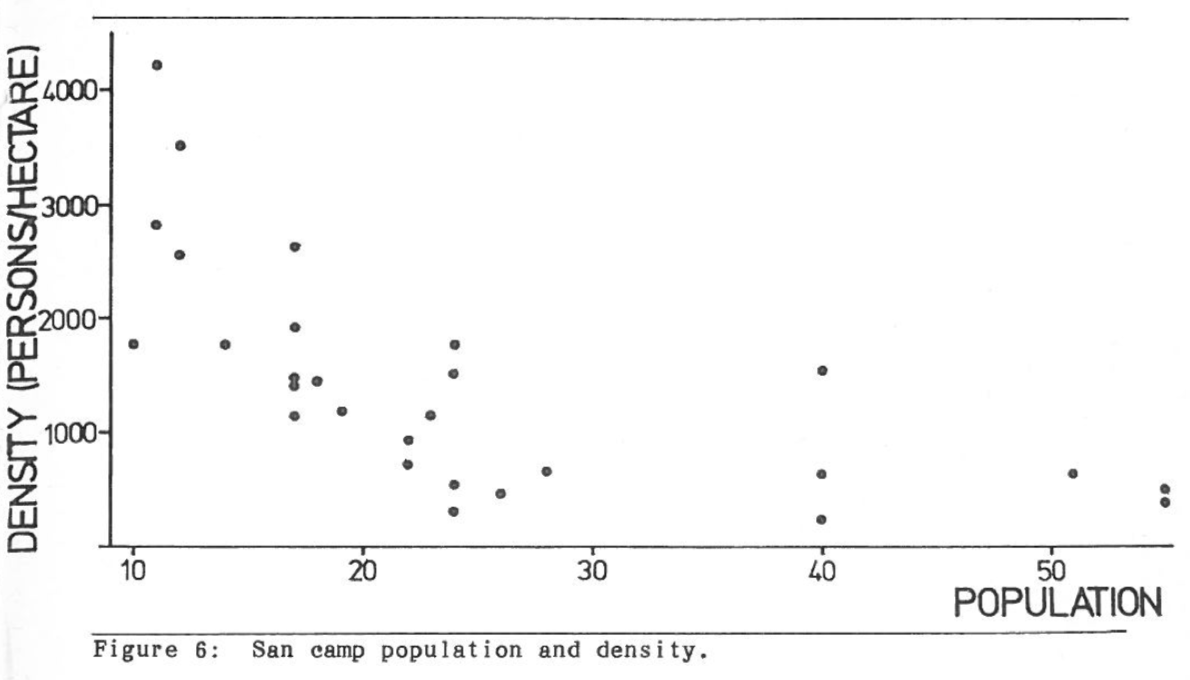 DENSITY (PERSONS/HECTARE)
4000
3000
2000
1000
10 20 30 40 50
POPULATION
Figure 6: San camp population and density.